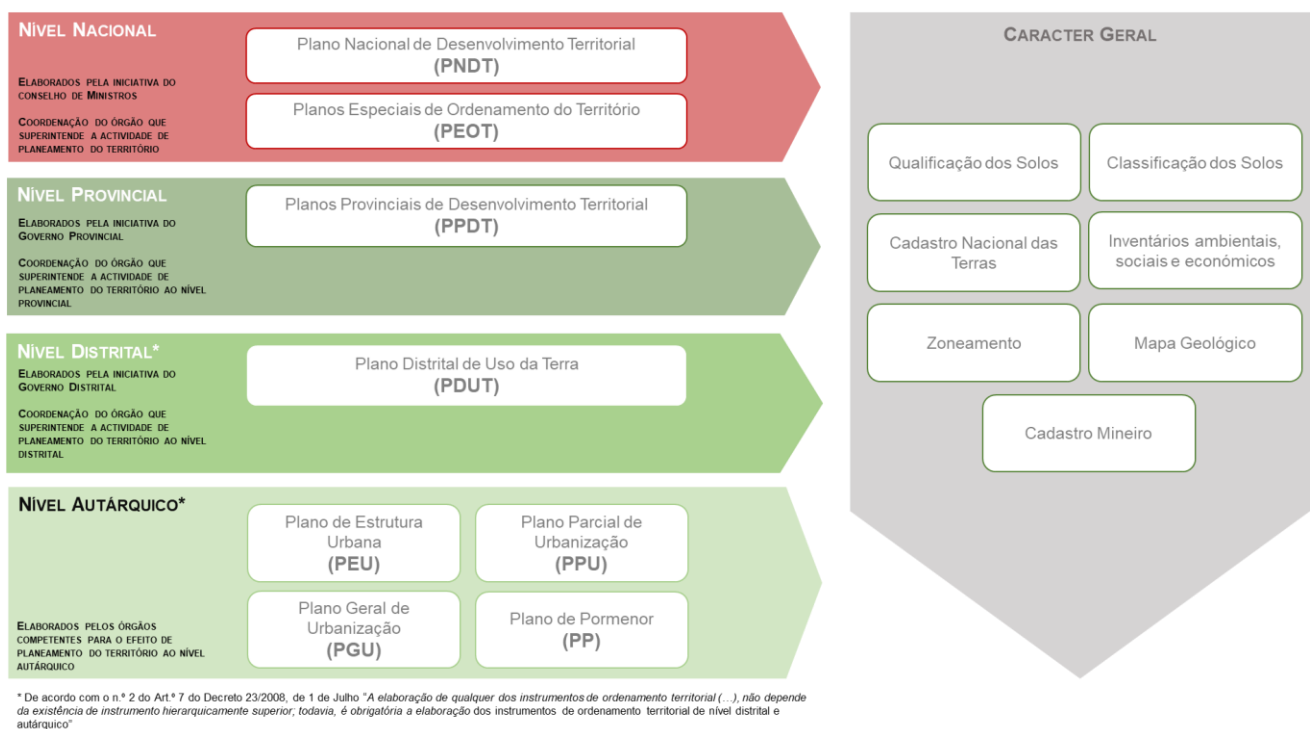 NÍVEL NACIONAL
ELABORADOS PELA INICIATIVA DO
CONSELHO DE MINISTROS
COORDENAÇÃO DO ÓRGÃO QUE
SUPERINTENDE A ACTIVIDADE DE
PLANEAMENTO DO TERRITÓRIO
Plano Nacional de Desenvolvimento Territorial
(PNDT)
Planos Especiais de Ordenamento do Território
(PEOT)
NÍVEL PROVINCIAL
ELABORADOS PELA INICIATIVA DO
GOVERNO PROVINCIAL
COORDENAÇÃO DO ÓRGÃO QUE
SUPERINTENDE A ACTIVIDADE DE
PLANEAMENTO DO TERRITÓRIO AO NÍVEL
PROVINCIAL
Planos Provinciais de Desenvolvimento Territorial
(PPDT)
NÍVEL DISTRITAL*
ELABORADOS PELA INICIATIVA DO
GOVERNO DISTRITAL
COORDENAÇÃO DO ÓRGÃO QUE
SUPERINTENDE A ACTIVIDADE DE
PLANEAMENTO DO TERRITÓRIO AO NÍVEL
DISTRITAL
Plano Distrital de Uso da Terra
(PDUT)
NÍVEL AUTÁRQUICO*
ELABORADOS PELOS ÓRGÃOS
COMPETENTES PARA O EFEITO DE
PLANEAMENTO DO TERRITÓRIO AO NÍVEL
AUTÁRQUICO
Plano de Estrutura
Urbana
(PEU)
Plano Parcial de
Urbanização
(PPU)
Plano Geral de
Urbanização
(PGU)
Plano de Pormenor
(PP)
* De acordo com o n.º 2 do Art.º 7 do Decreto 23/2008, de 1 de Julho "A elaboração de qualquer dos instrumentos de ordenamento territorial (…), não depende
da existência de instrumento hierarquicamente superior; todavia, é obrigatória a elaboração dos instrumentos de ordenamento territorial de nível distrital e
autárquico"
CARACTER GERAL
Qualificação dos Solos
Classificação dos Solos
Cadastro Nacional das
Terras
Inventários ambientais,
sociais e económicos
Zoneamento
Mapa Geológico
Cadastro Mineiro